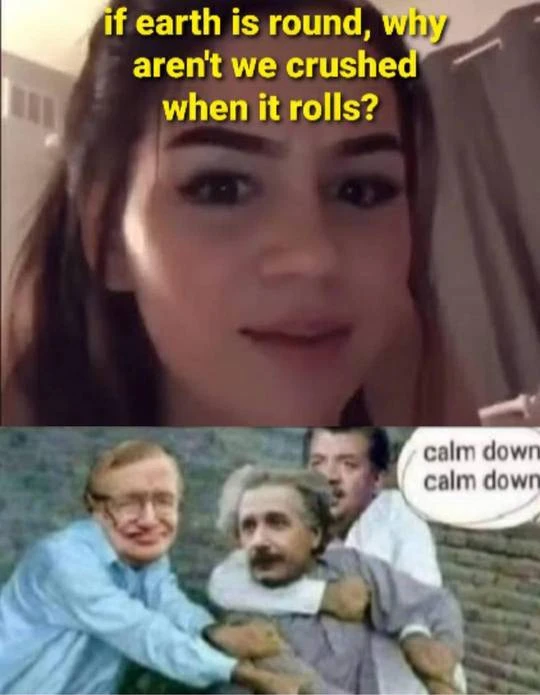 if earth is round, why
aren't we crushed
when it rolls?
calm down
calm down